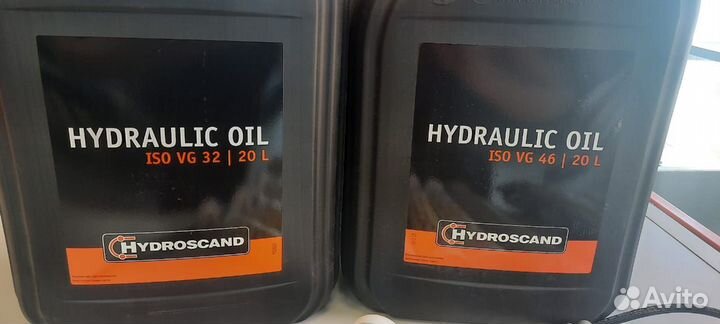 HYDRAULIC OIL
ISO VG 32 | 20 L
HYDROSCAND
HYDRAULIC OIL
ISO VG 46 | 20 L
HYDROSCAND
Avito